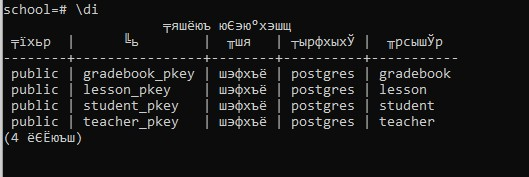 school=# \di
╤яшёюъ юЄэю°хэшщ
╤їхьр | ╚ь | ╥шя | ┬ырфхыхЎ | ╥рсышЎр
--------+----------------+--------+----------+-----------
public | gradebook_pkey | шэфхъё | postgres | gradebook
public | lesson_pkey | шэфхъё | postgres | lesson
public | student_pkey | шэфхъё | postgres | student
public | teacher_pkey | шэфхъё | postgres | teacher
(4 ёЄЁюъш)